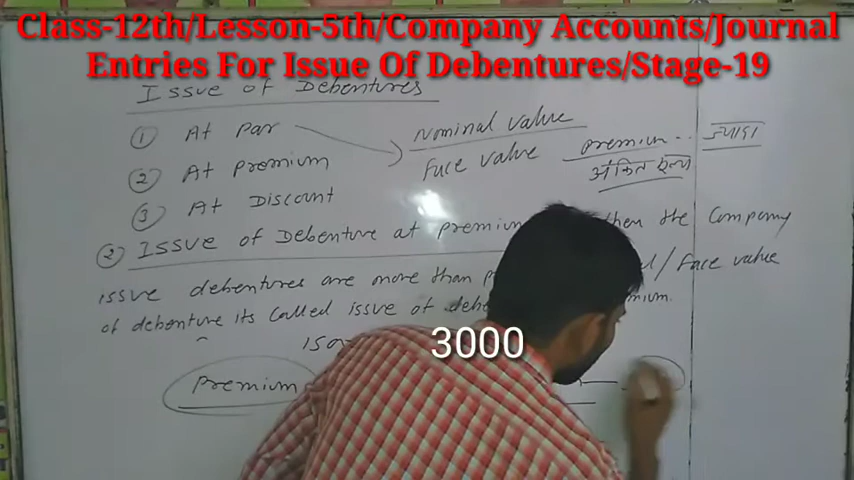 Class-12th/Lesson-5th/Company Accounts/Journal
Entries For Issue Of Debentures/Stage-19
Issue of Debentures
① At Par
Nominal value
Face value
premium..
अंकित मूल्य
ज्यादा
② At premium
③ At Discount
② Issue of Debenture at premium then the Company
issue debentures are more than / Face value
of debenture its Called issue of
3000
Premium